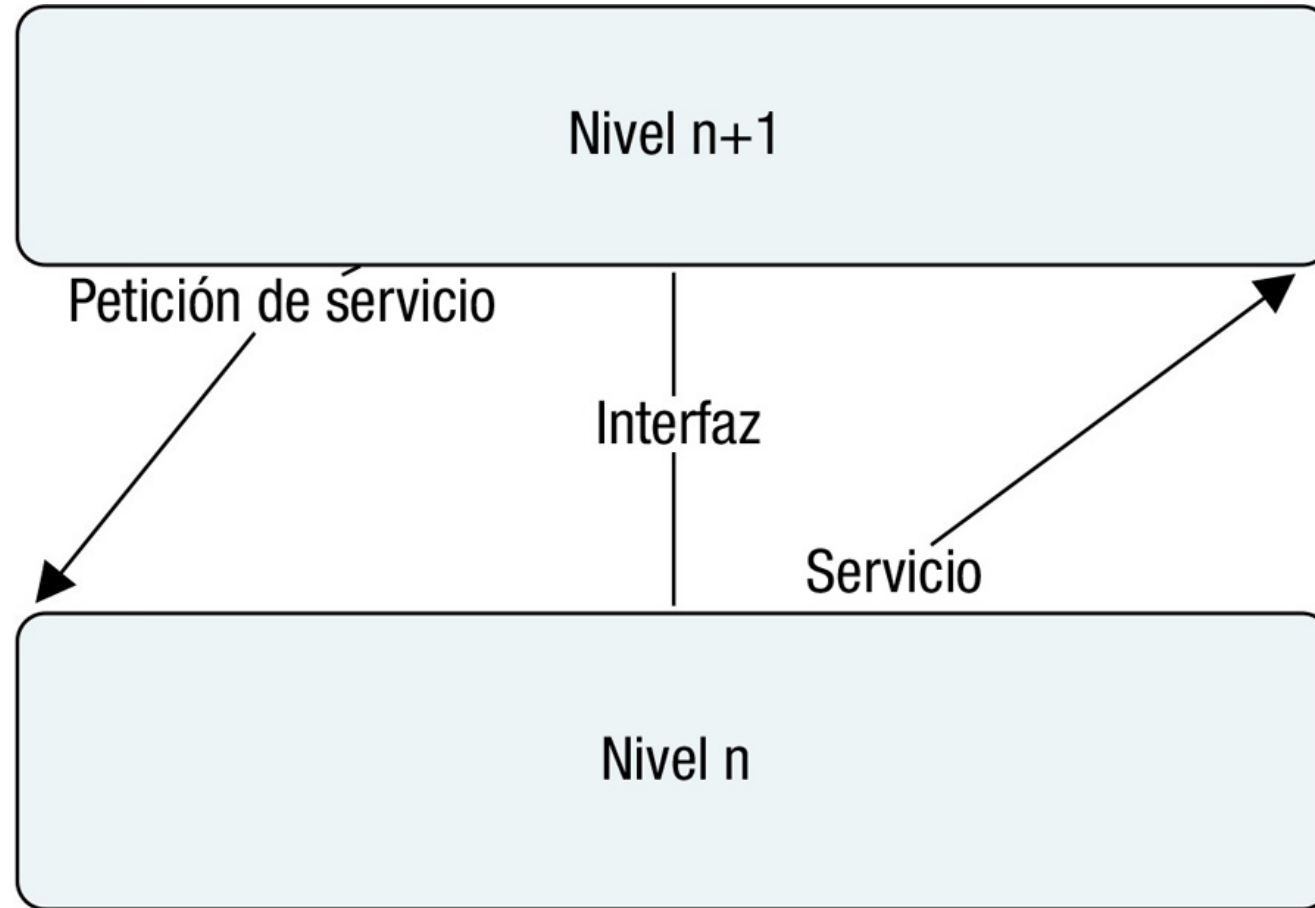 Nivel n+1
Petición de servicio
Interfaz
Servicio
Nivel n